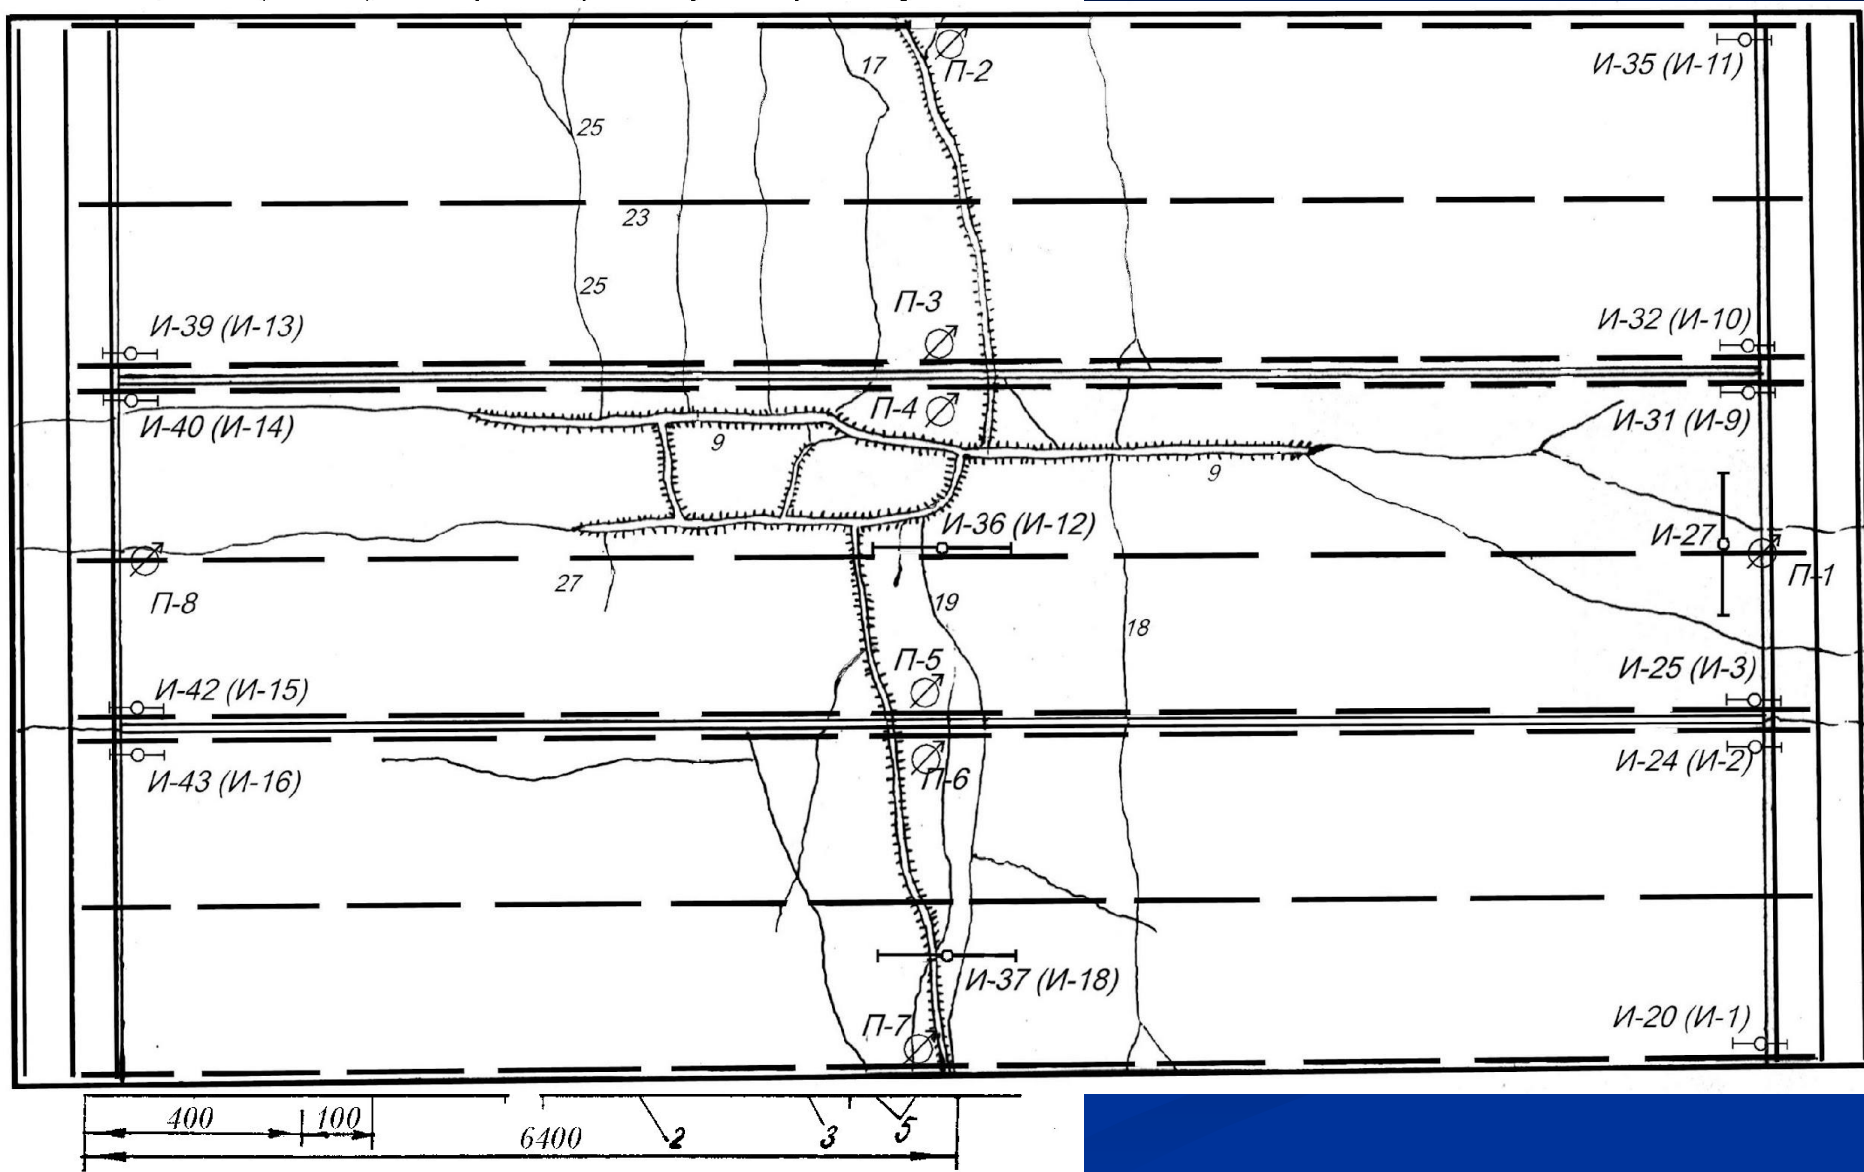 17
П-2
И-35 (И-11)
25
23
25
П-3
И-39 (И-13)
И-32 (И-10)
П-4
И-40 (И-14)
И-31 (И-9)
9
9
И-36 (И-12)
И-27
П-1
27
П-8
19
18
П-5
И-25 (И-3)
И-42 (И-15)
И-24 (И-2)
П-6
И-43 (И-16)
И-37 (И-18)
П-7
И-20 (И-1)
400
100
6400
2
3
5